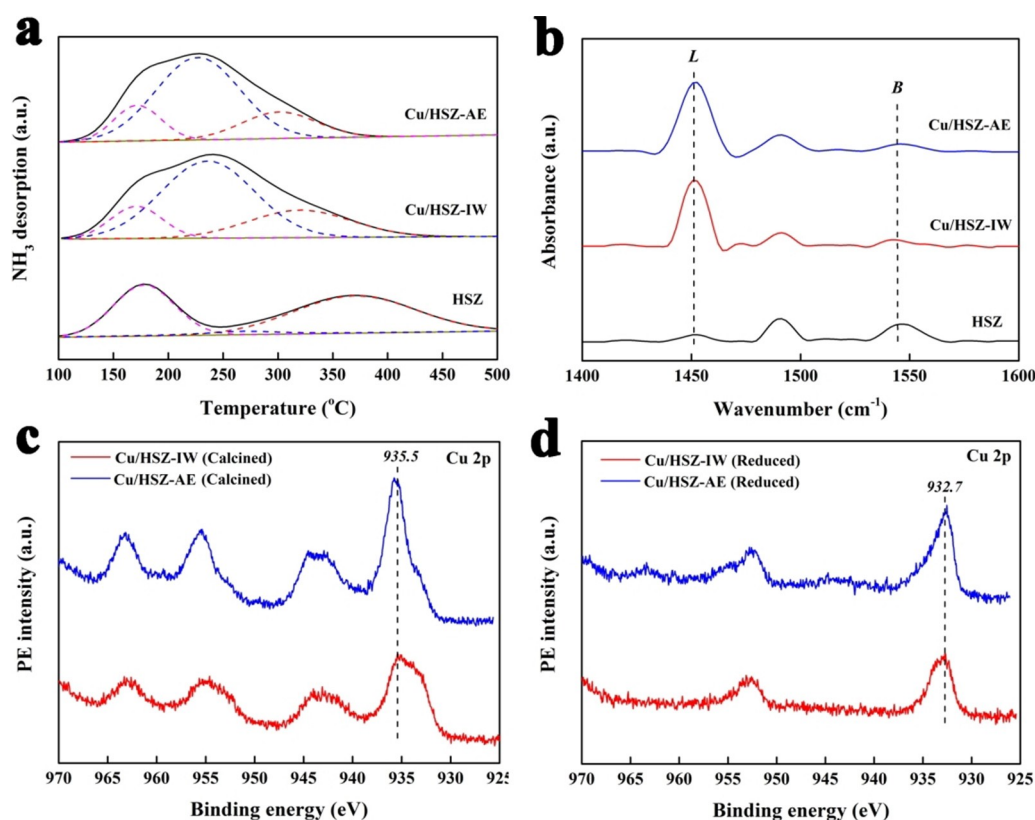 a
Cu/HSZ-AE
Cu/HSZ-IW
HSZ
NH3 desorption (a.u.)
100 150 200 250 300 350 400 450 500
Temperature (°C)
b
L
B
Cu/HSZ-AE
Cu/HSZ-IW
HSZ
Absorbance (a.u.)
1400 1450 1500 1550 1600
Wavenumber (cm-1)
c
Cu/HSZ-IW (Calcined)
Cu/HSZ-AE (Calcined)
935.5
Cu 2p
PE intensity (a.u.)
970 965 960 955 950 945 940 935 930 925
Binding energy (eV)
d
Cu/HSZ-IW (Reduced)
Cu/HSZ-AE (Reduced)
932.7
Cu 2p
PE intensity (a.u.)
970 965 960 955 950 945 940 935 930 925
Binding energy (eV)